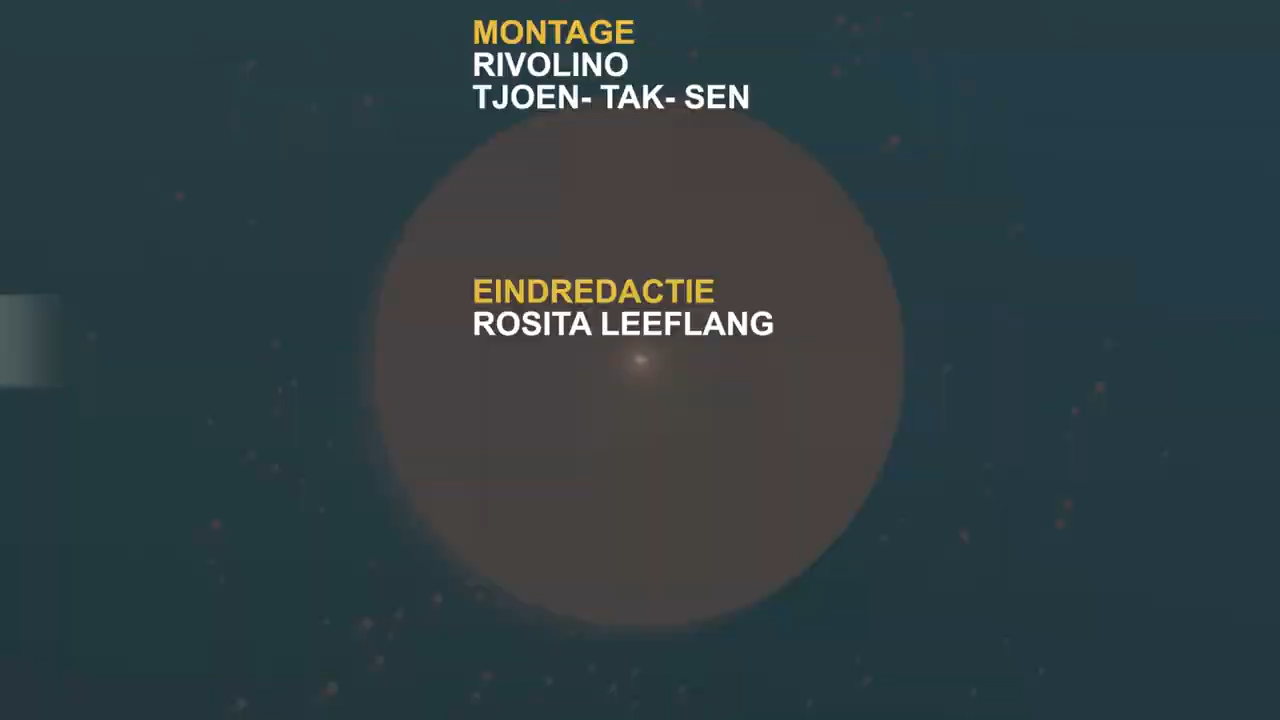 MONTAGE
RIVOLINO
TJOEN- TAK- SEN
EINDREDACTIE
ROSITA LEEFLANG